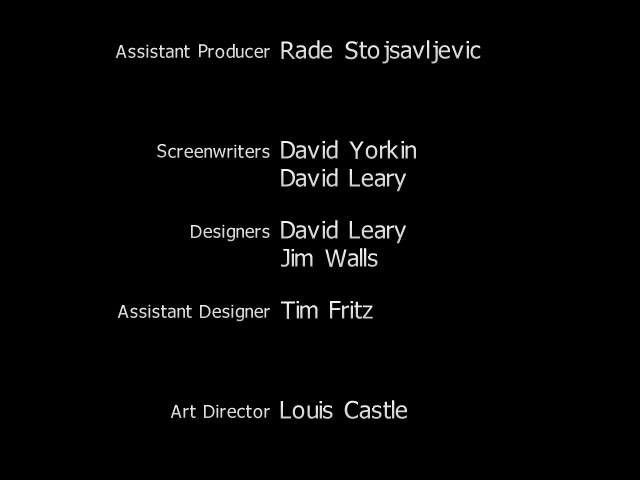 Assistant Producer Rade Stojsavljevic
Screenwriters David Yorkin
David Leary
Designers David Leary
Jim Walls
Assistant Designer Tim Fritz
Art Director Louis Castle